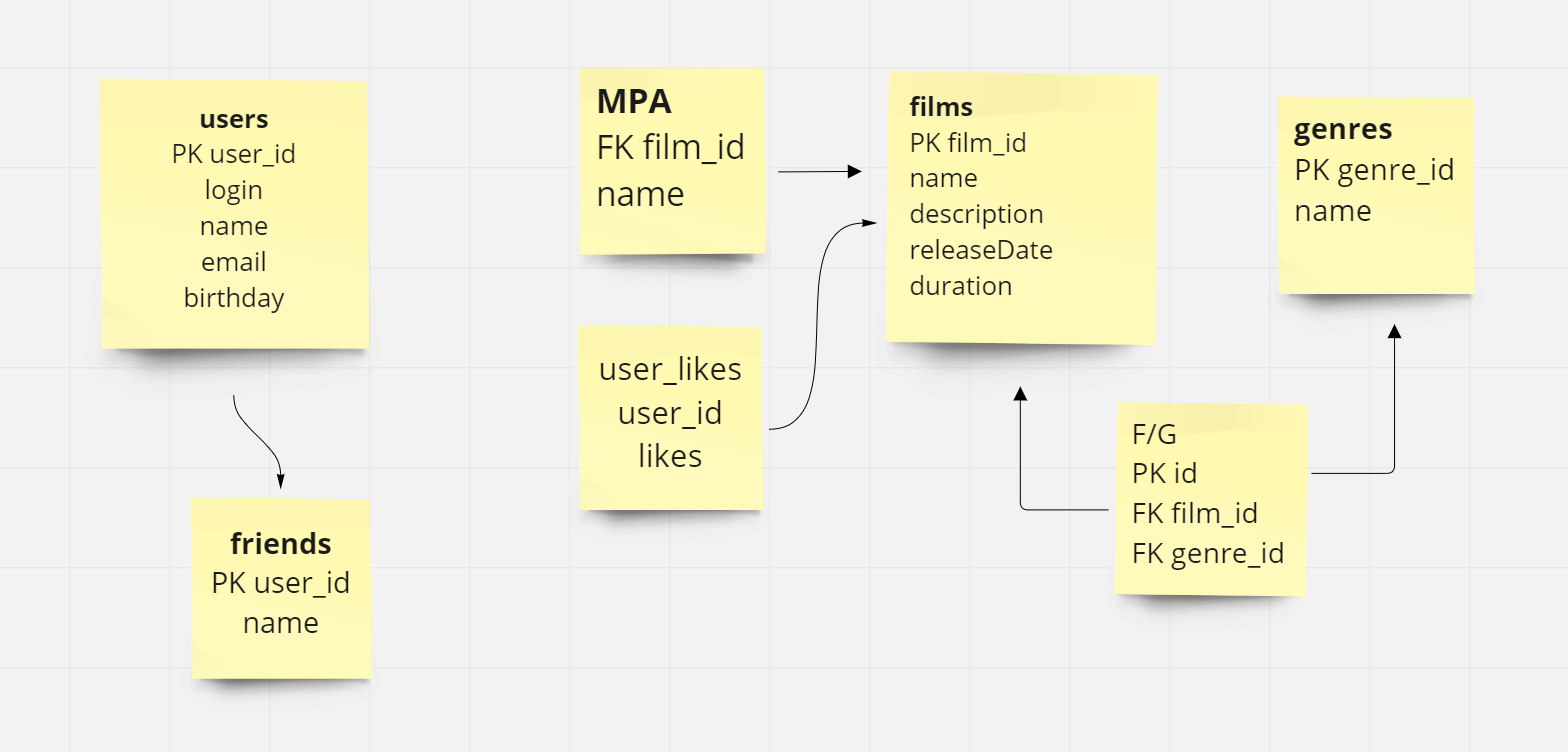 users
PK user_id
login
name
email
birthday
MPA
FK film_id
name
films
PK film_id
name
description
releaseDate
duration
genres
PK genre_id
name
user_likes
user_id
likes
F/G
PK id
FK film_id
FK genre_id
friends
PK user_id
name